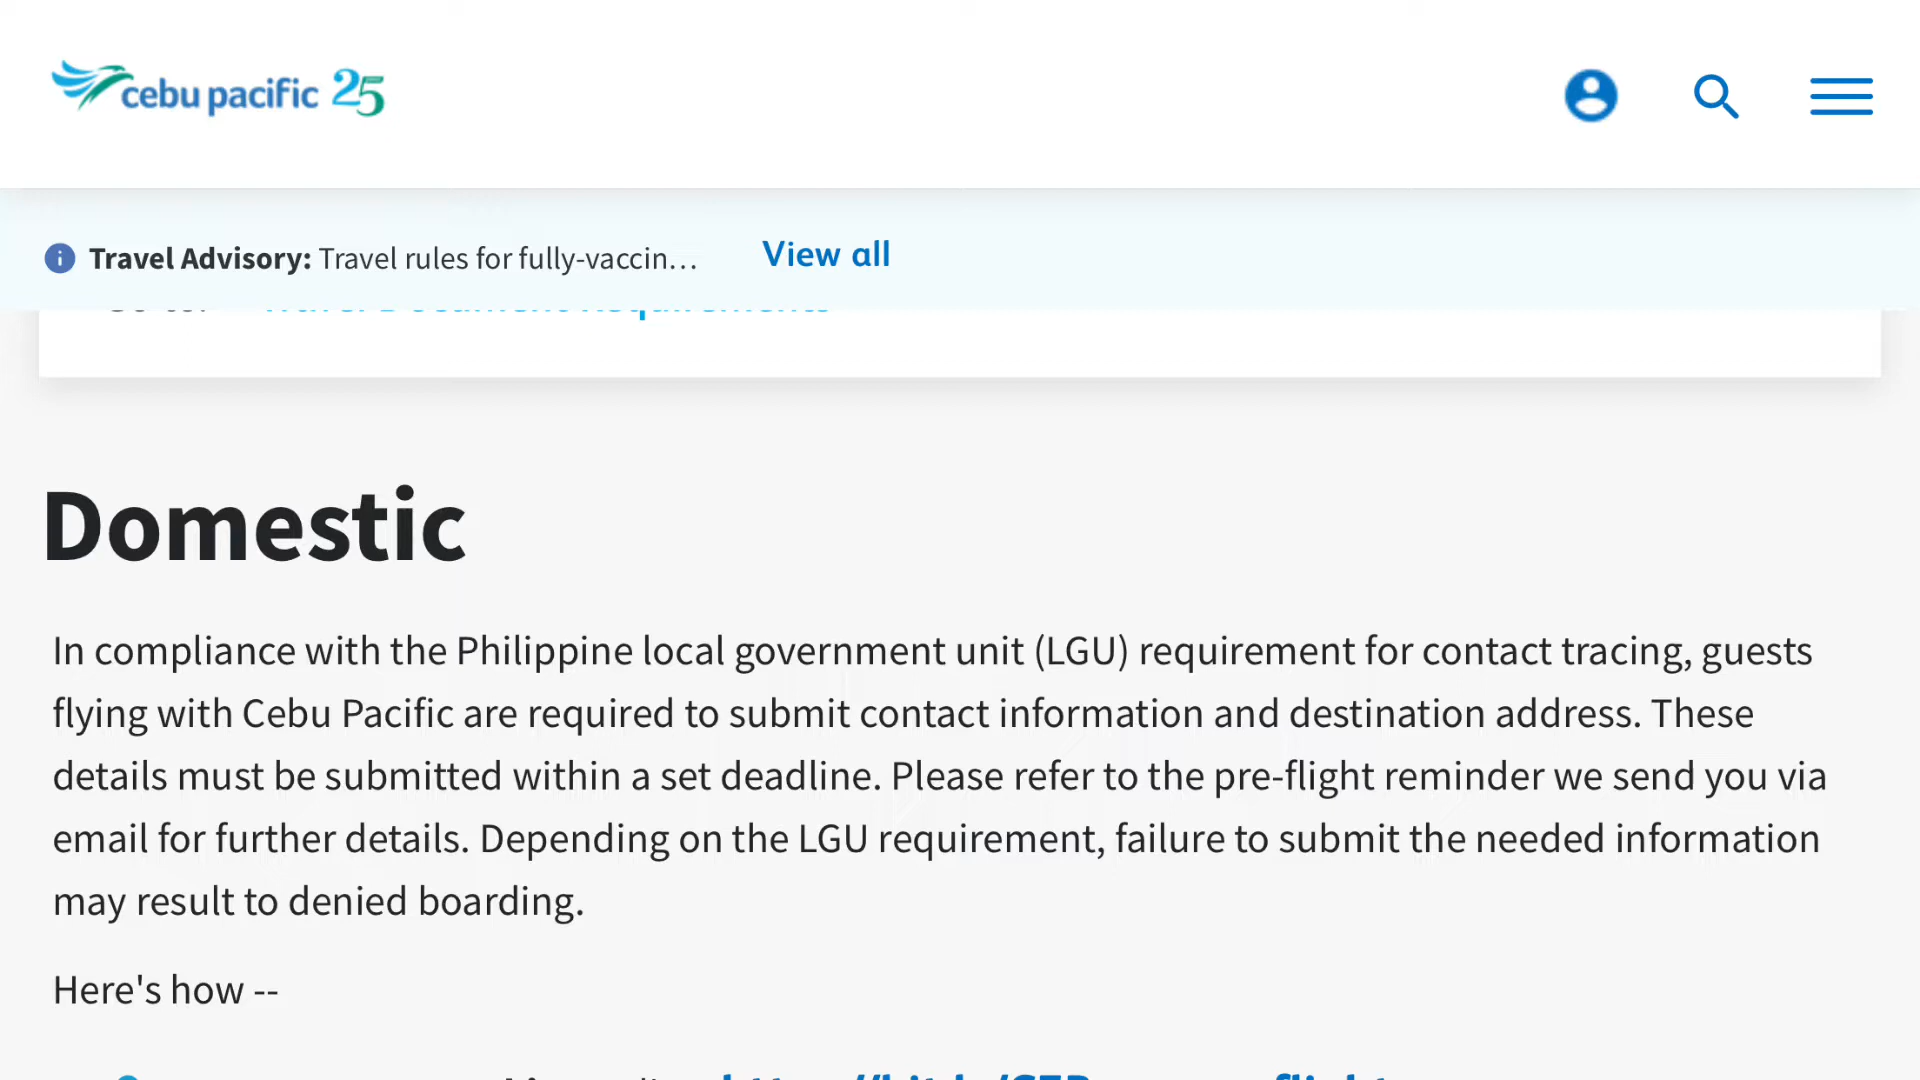 cebu pacific 25
Travel Advisory: Travel rules for fully-vaccin... View all
Travel Document Requirements
Domestic
In compliance with the Philippine local government unit (LGU) requirement for contact tracing, guests
flying with Cebu Pacific are required to submit contact information and destination address. These
details must be submitted within a set deadline. Please refer to the pre-flight reminder we send you via
email for further details. Depending on the LGU requirement, failure to submit the needed information
may result to denied boarding.
Here's how --